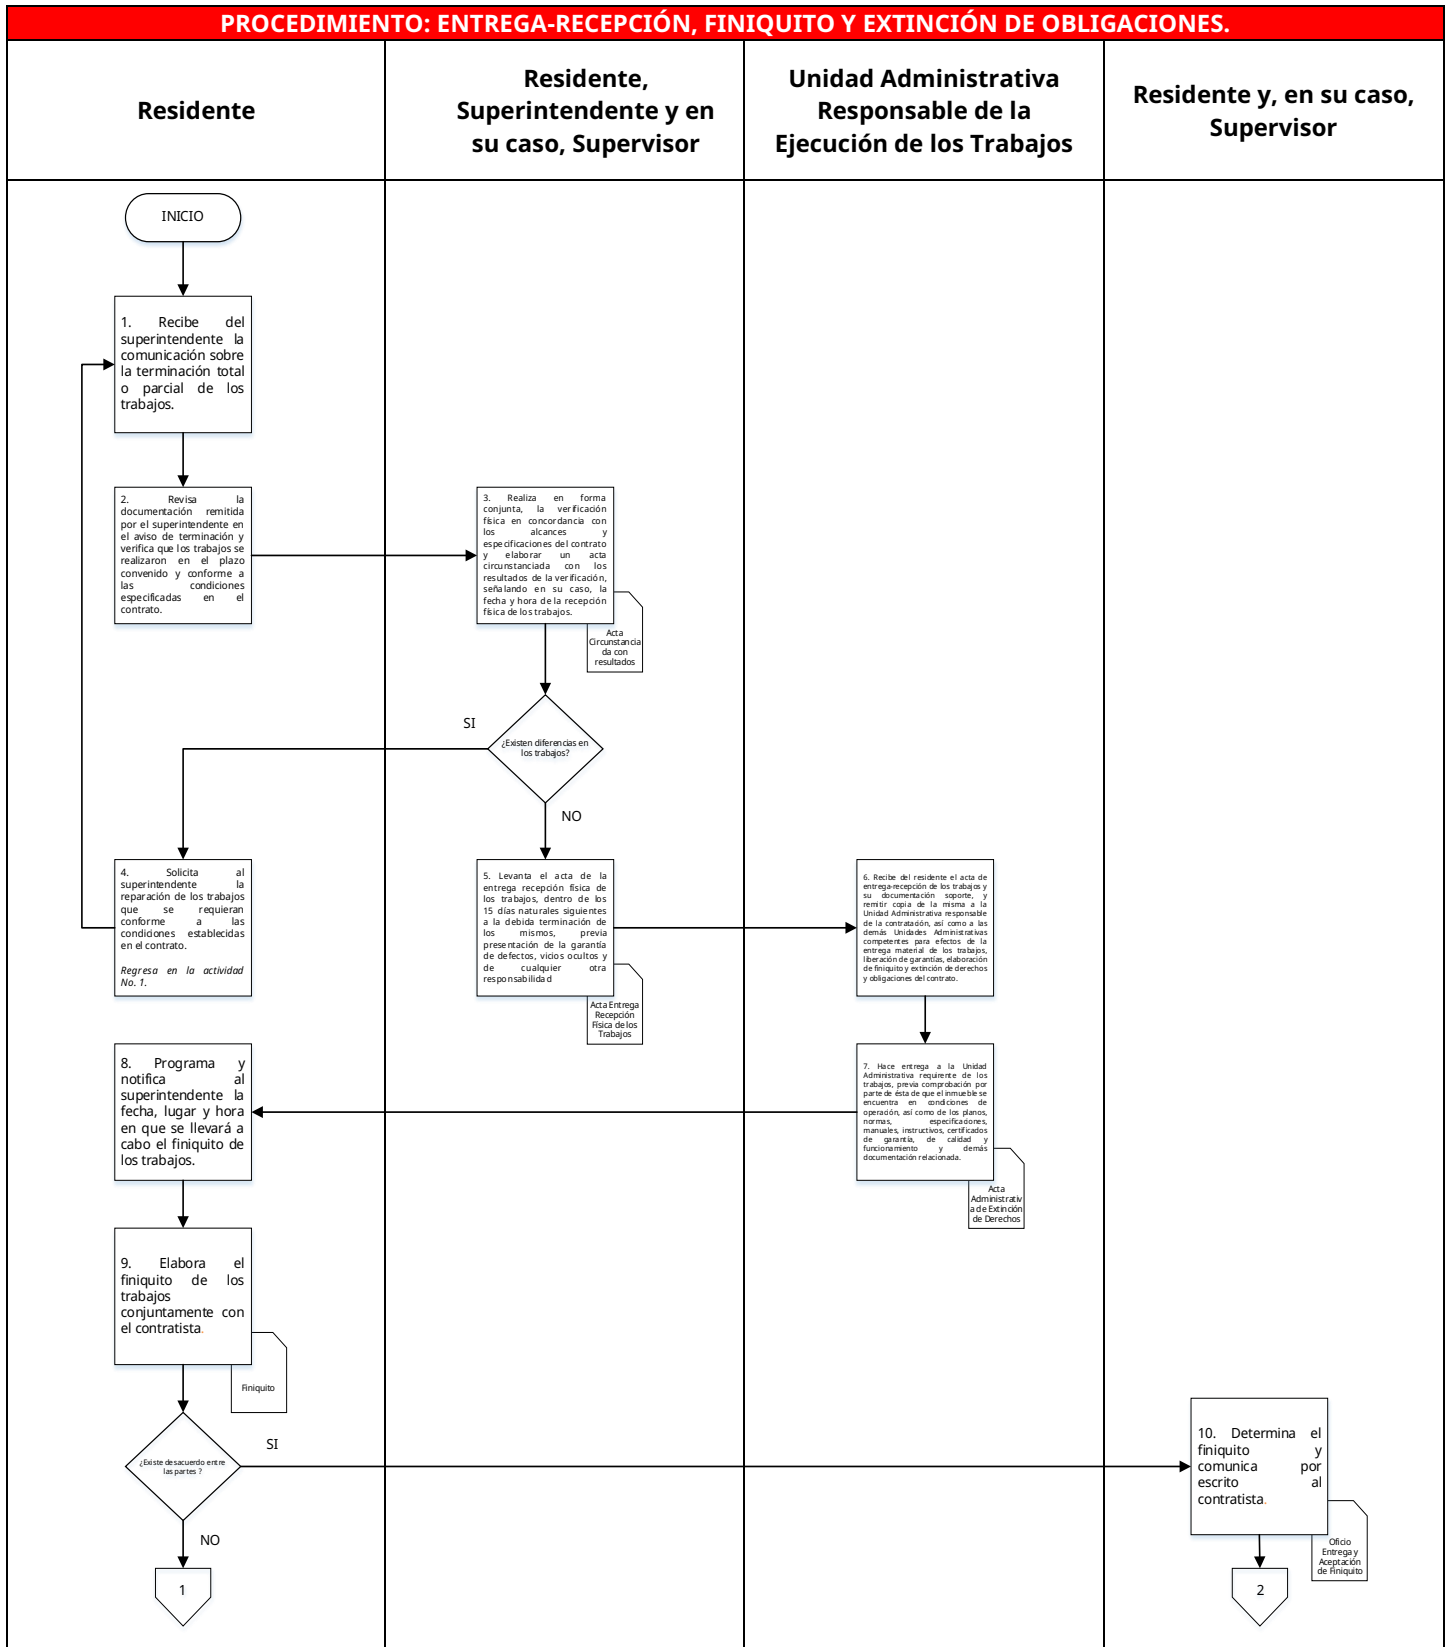 PROCEDIMIENTO: ENTREGA-RECEPCIÓN, FINIQUITO Y EXTINCIÓN DE OBLIGACIONES.
Residente
Residente,
Superintendente y en
su caso, Supervisor
Unidad Administrativa
Responsable de la
Ejecución de los Trabajos
Residente y, en su caso,
Supervisor
INICIO
1. Recibe del
superintendente la
comunicación sobre
la terminación total
o parcial de los
trabajos.
2. Revisa la
documentación remitida
por el superintendente en
el aviso de terminación y
verifica que los trabajos se
realizaron en el plazo
convenido y conforme a
las condiciones
especificadas en el
contrato.
3. Realiza en forma
conjunta, la verificación
física en concordancia con
los alcances y
especificaciones del contrato
y elaborar un acta
circunstanciada con los
resultados de la verificación,
señalando en su caso, la
fecha y hora de la recepción
física de los trabajos.
Acta
Circunstancia
da con
resultados
SI
¿Existen diferencias en
los trabajos?
NO
4. Solicita al
superintendente la
reparación de los trabajos
que se requieran
conforme a las
condiciones establecidas
en el contrato.
Regresa en la actividad
No. 1.
5. Levanta el acta de la
entrega recepción física de
los trabajos, dentro de los
15 días naturales siguientes
a la debida terminación de
los mismos, previa
presentación de la garantía
de defectos, vicios ocultos y
de cualquier otra
responsabilidad
Acta Entrega
Recepción
Física de los
Trabajos
6. Recibe del residente el acta de
entrega-recepción de los trabajos y
su documentación soporte, y
remitir copia de la misma a la
Unidad Administrativa responsable
de la contratación, así como a las
demás Unidades Administrativas
competentes para efectos de la
entrega material de los trabajos,
liberación de garantías, elaboración
de finiquito y extinción de derechos
y obligaciones del contrato.
8. Programa y
notifica al
superintendente la
fecha, lugar y hora
en que se llevará a
cabo el finiquito de
los trabajos.
7. Hace entrega a la Unidad
Administrativa requirente de los
trabajos, previa comprobación por
parte de ésta de que el inmueble se
encuentra en condiciones de
operación, así como de los planos,
normas, especificaciones,
manuales, instructivos, certificados
de garantía, de calidad y
funcionamiento y demás
documentación relacionada.
Acta
Administrativ
a de Extinción
de Derechos
9. Elabora el
finiquito de los
trabajos
conjuntamente con
el contratista.
Finiquito
¿Existe desacuerdo entre
las partes ?
SI
10. Determina el
finiquito y
comunica por
escrito al
contratista.
Oficio
Entrega y
Aceptación
de Finiquito
NO
1
2